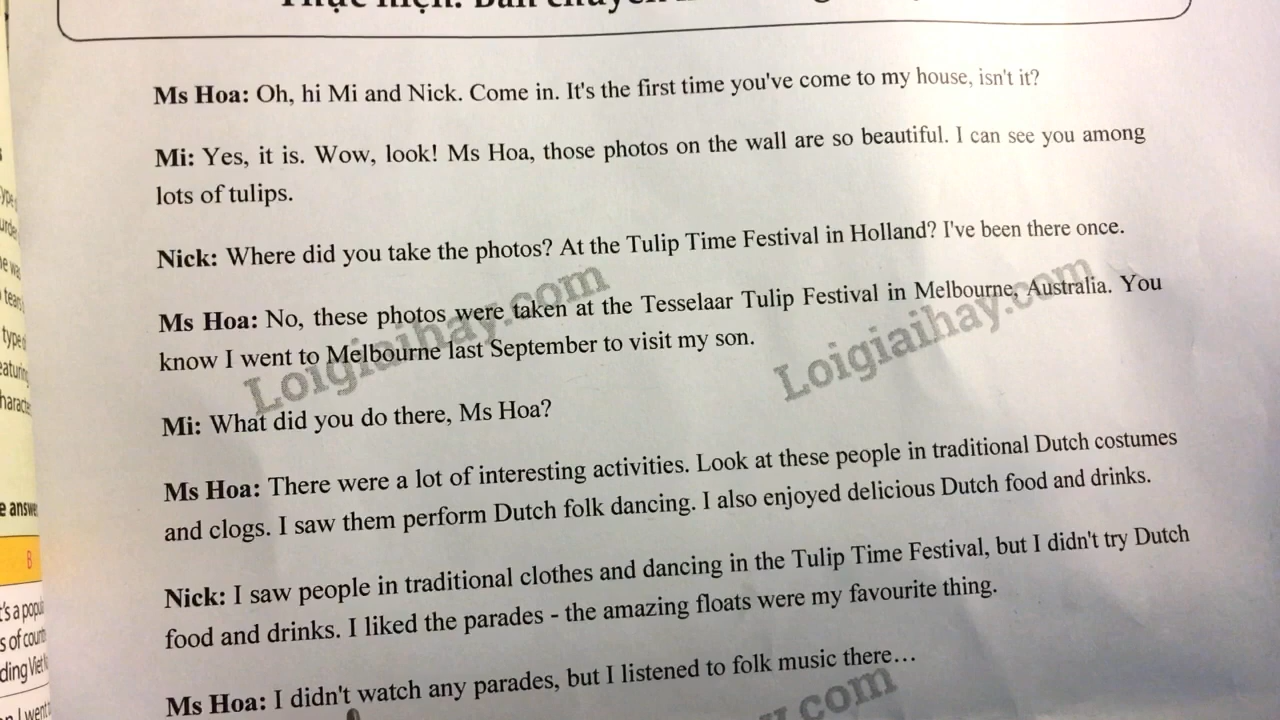 Ms Hoa: Oh, hi Mi and Nick. Come in. It's the first time you've come to my house, isn't it?
Mi: Yes, it is. Wow, look! Ms Hoa, those photos on the wall are so beautiful. I can see you among
lots of tulips.
Nick: Where did you take the photos? At the Tulip Time Festival in Holland? I've been there once.
Ms Hoa: No, these photos were taken at the Tesselaar Tulip Festival in Melbourne, Australia. You
know I went to Melbourne last September to visit my son.
Loigiaihay.com
Loigiaihay.com
Mi: What did you do there, Ms Hoa?
Ms Hoa: There were a lot of interesting activities. Look at these people in traditional Dutch costumes
and clogs. I saw them perform Dutch folk dancing. I also enjoyed delicious Dutch food and drinks.
Nick: I saw people in traditional clothes and dancing in the Tulip Time Festival, but I didn't try Dutch
food and drinks. I liked the parades - the amazing floats were my favourite thing.
Ms Hoa: I didn't watch any parades, but I listened to folk music there…
y.com
B